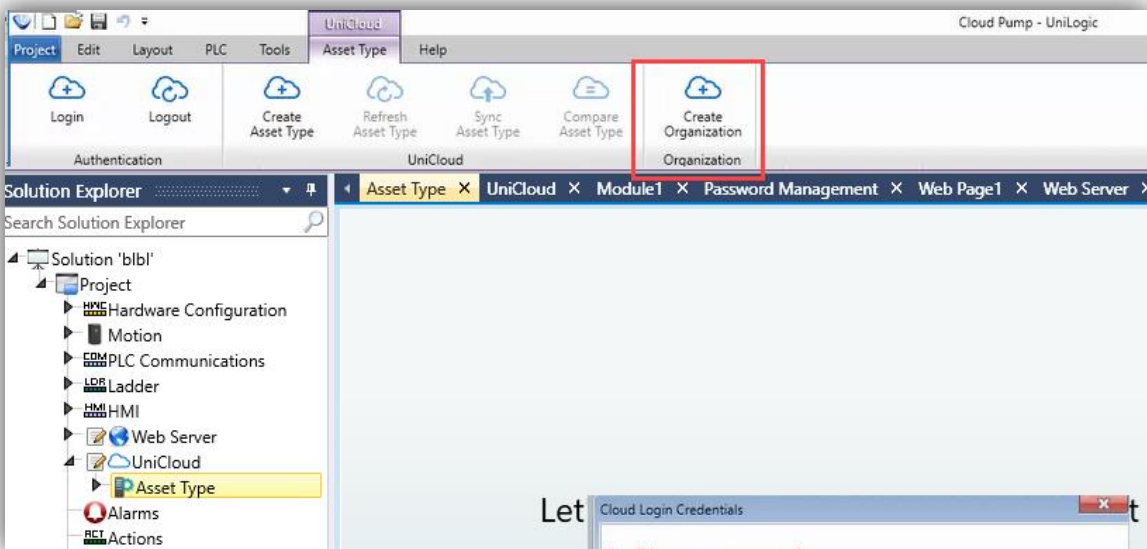 Cloud Pump - UniLogic
UniCloud
Project Edit Layout PLC Tools Asset Type Help
Login Logout Create Asset Type Refresh Asset Type Sync Asset Type Compare Asset Type Create Organization
Authentication UniCloud Organization
Solution Explorer
Asset Type UniCloud Module1 Password Management Web Page1 Web Server
Search Solution Explorer
Solution 'blbl'
Project
HWC Hardware Configuration
Motion
COM PLC Communications
LDR Ladder
HMI HMI
Web Server
UniCloud
Asset Type
Alarms
ACT Actions
Let
Cloud Login Credentials
t